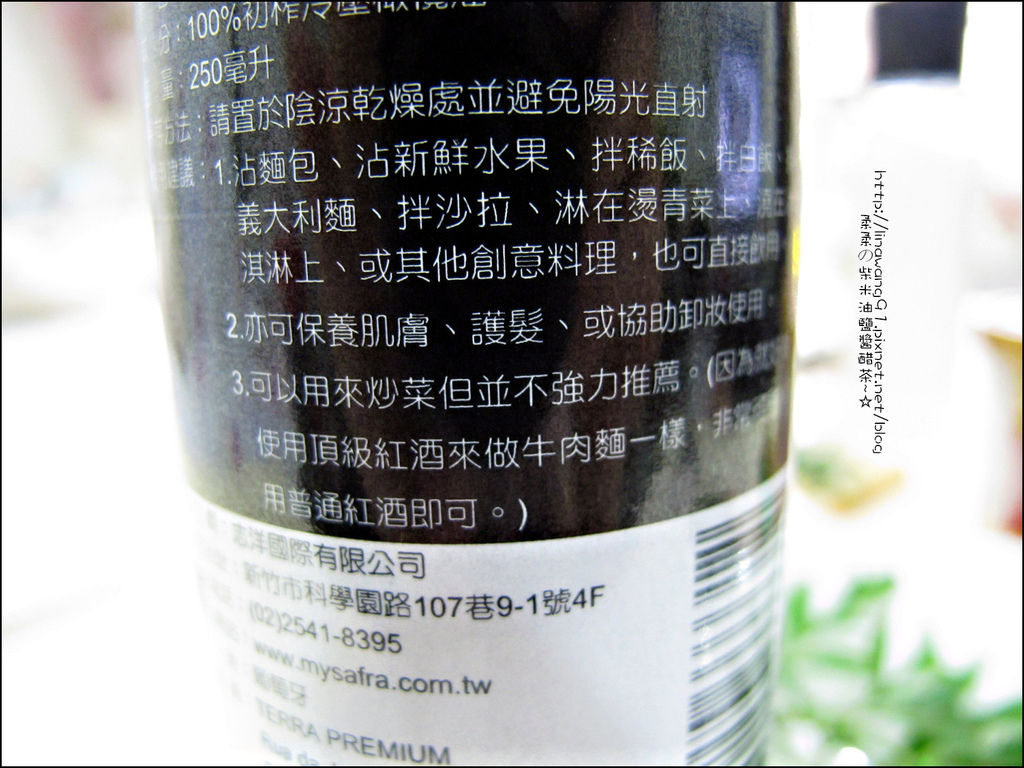 分：100%初榨冷壓橄欖油
量：250毫升
方法：請置於陰涼乾燥處並避免陽光直射
建議：1.沾麵包、沾新鮮水果、拌稀飯、拌白飯、
義大利麵、拌沙拉、淋在燙青菜上、
淇淋上、或其他創意料理，也可直接飲用
2.亦可保養肌膚、護髮、或協助卸妝使用。
3.可以用來炒菜但並不強力推薦。(因為就
使用頂級紅酒來做牛肉麵一樣，非常
用普通紅酒即可。)
志洋國際有限公司
新竹市科學園路107巷9-1號4F
(02)2541-8395
www.mysafra.com.tw
葡萄牙
TERRA PREMIUM
Rua da
http://linawang91.pixnet.net/blog
の柴米油鹽醬醋茶~☆